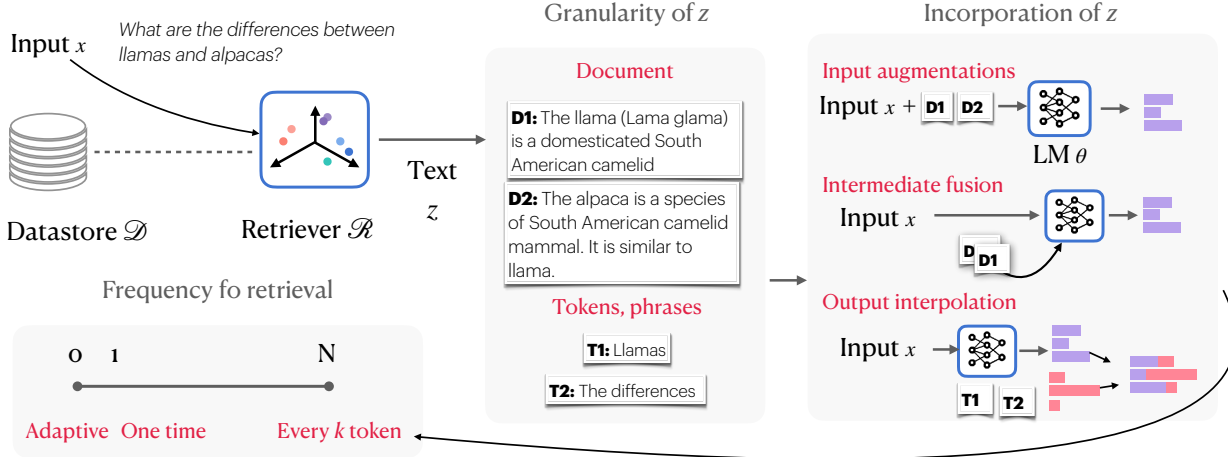 Granularity of z
Incorporation of z
What are the differences between
llamas and alpacas?
Input x
Datastore 𝒟
Retriever ℛ
Text
z
Document
D1: The llama (Lama glama)
is a domesticated South
American camelid
D2: The alpaca is a species
of South American camelid
mammal. It is similar to
llama.
Tokens, phrases
T1: Llamas
T2: The differences
Input augmentations
Input x + D1 D2
LM θ
Intermediate fusion
Input x
D
D1
Output interpolation
Input x
T1 T2
Frequency fo retrieval
0 1 N
Adaptive One time Every k token